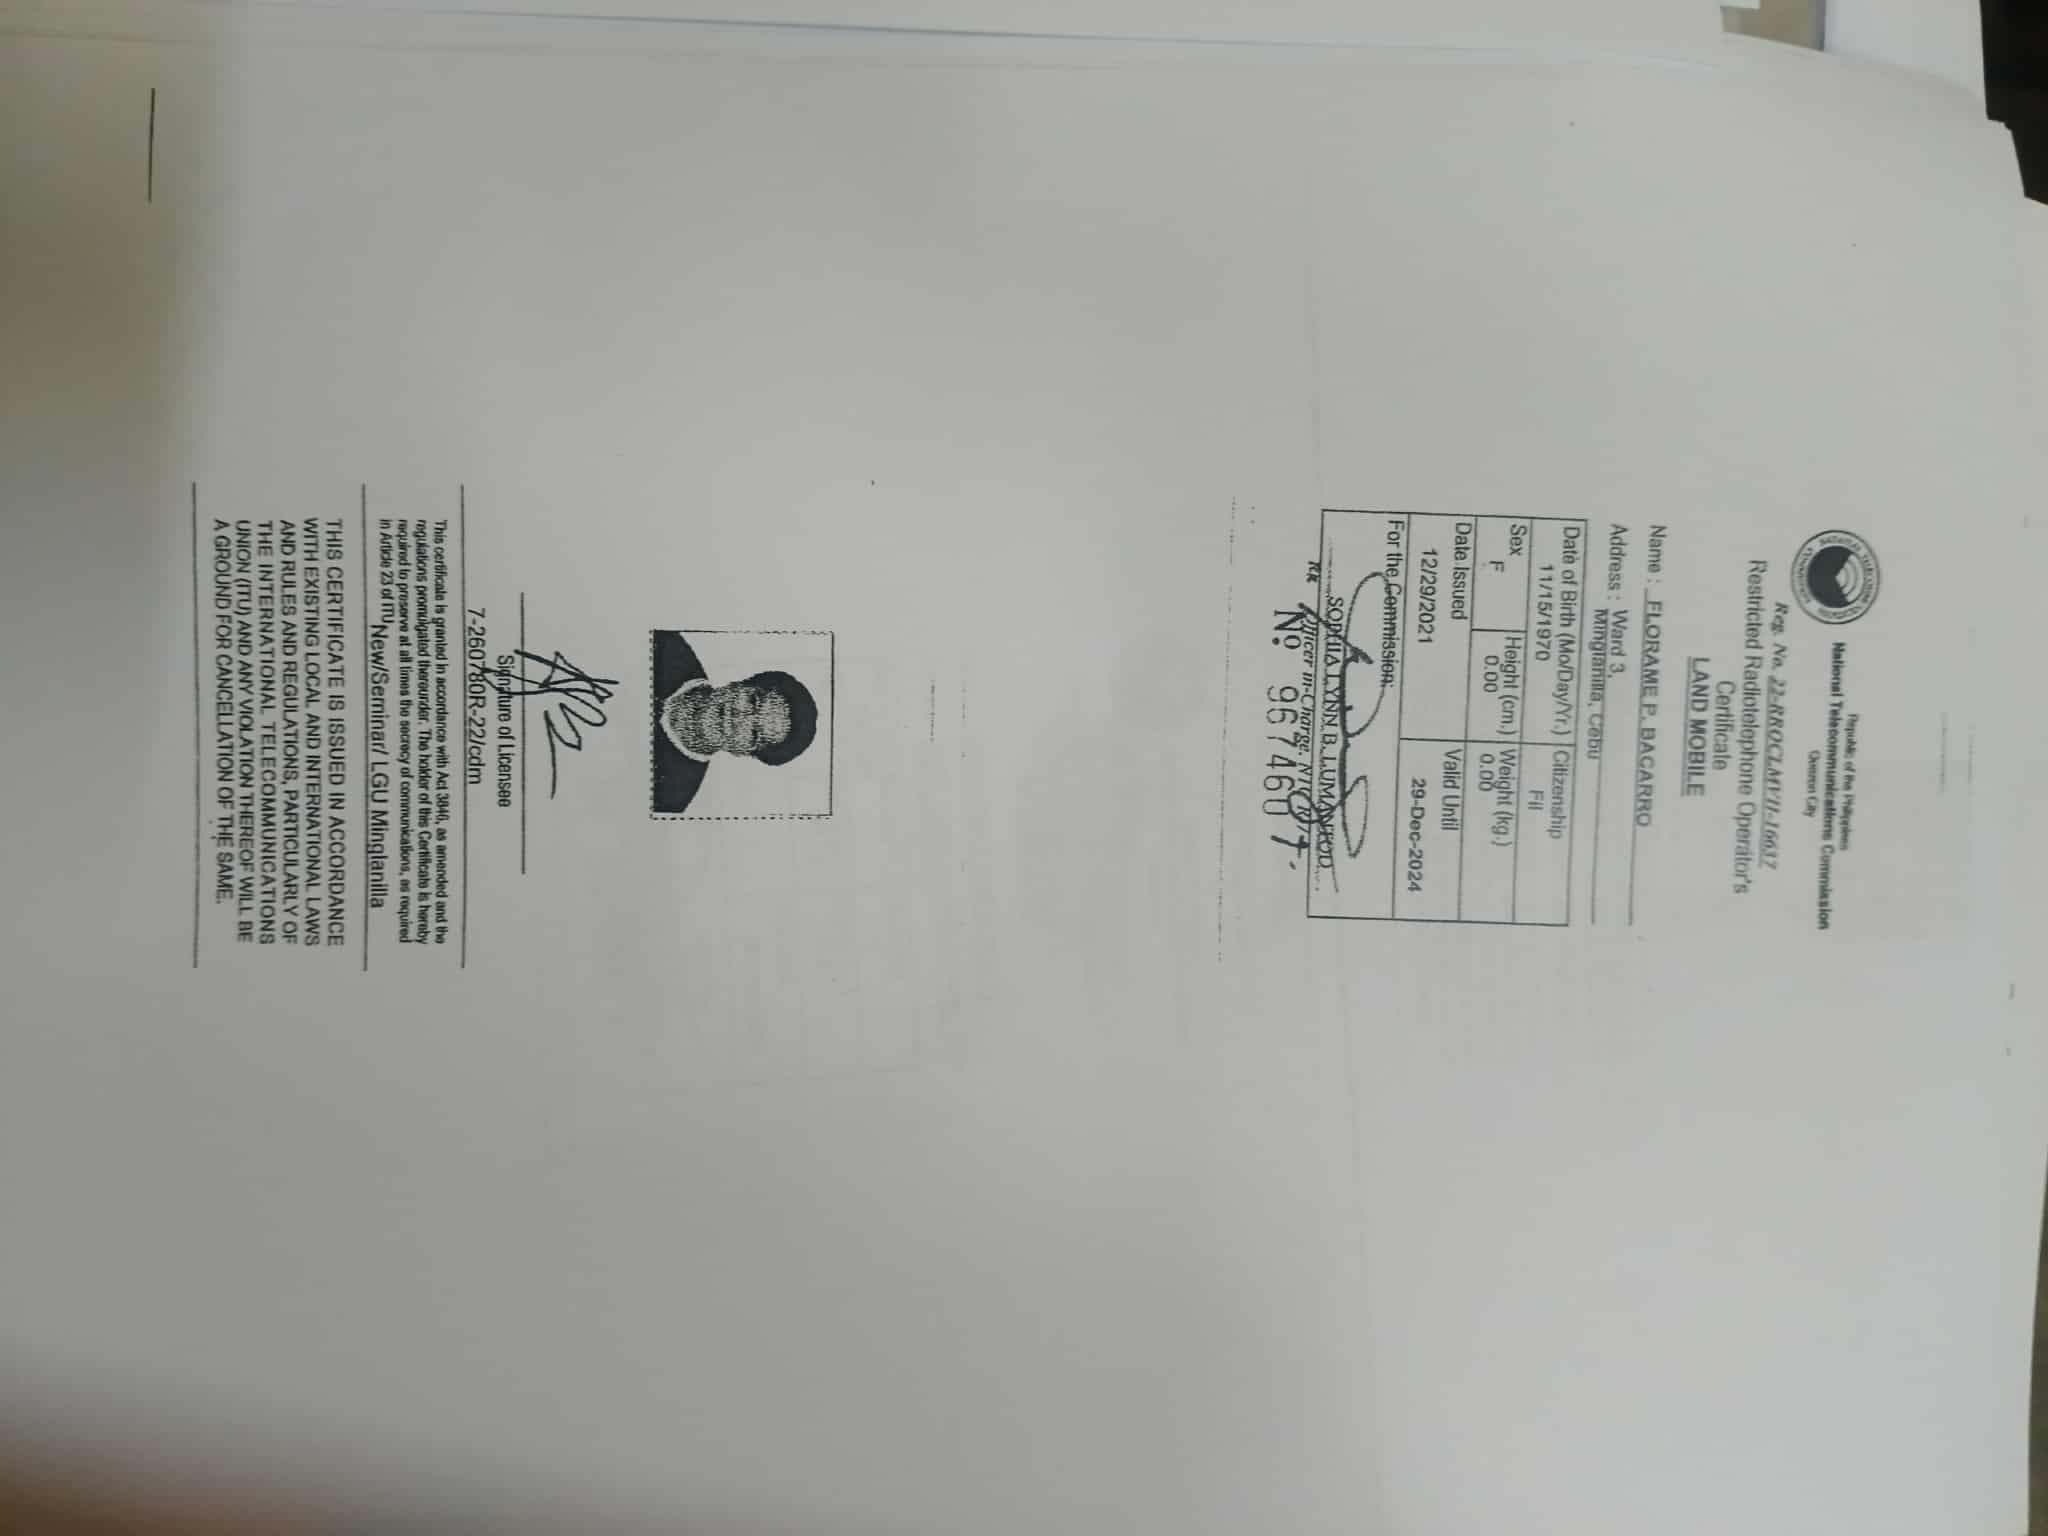 Republic of the Philippines
National Telecommunications Commission
Quezon City
Reg. No. 22-RROCLMVII-16637
Restricted Radiotelephone Operator's
Certificate
LAND MOBILE
Name : FLORAME P. BACARRO
Address : Ward 3,
Minglanilla, Cebu
Date of Birth (Mo/Day/Yr.) Citizenship
11/15/1970 Fil
Sex Height (cm.) Weight (kg.)
F 0.00 0.00
Date Issued Valid Until
12/29/2021 29-Dec-2024
For the Commission:
SOPHIA LYNN B. LUMANTOD
Officer in-Charge. NTC
Nº 967460
Signature of Licensee
7-260780R-22/cdm
This certificate is granted in accordance with Act 3846, as amended and the
regulations promulgated thereunder. The holder of this Certificate is hereby
required to preserve at all times the secrecy of communications, as required
in Article 23 of ITU New/Seminar/ LGU Minglanilla
THIS CERTIFICATE IS ISSUED IN ACCORDANCE
WITH EXISTING LOCAL AND INTERNATIONAL LAWS
AND RULES AND REGULATIONS, PARTICULARLY OF
THE INTERNATIONAL TELECOMMUNICATIONS
UNION (ITU) AND ANY VIOLATION THEREOF WILL BE
A GROUND FOR CANCELLATION OF THE SAME.